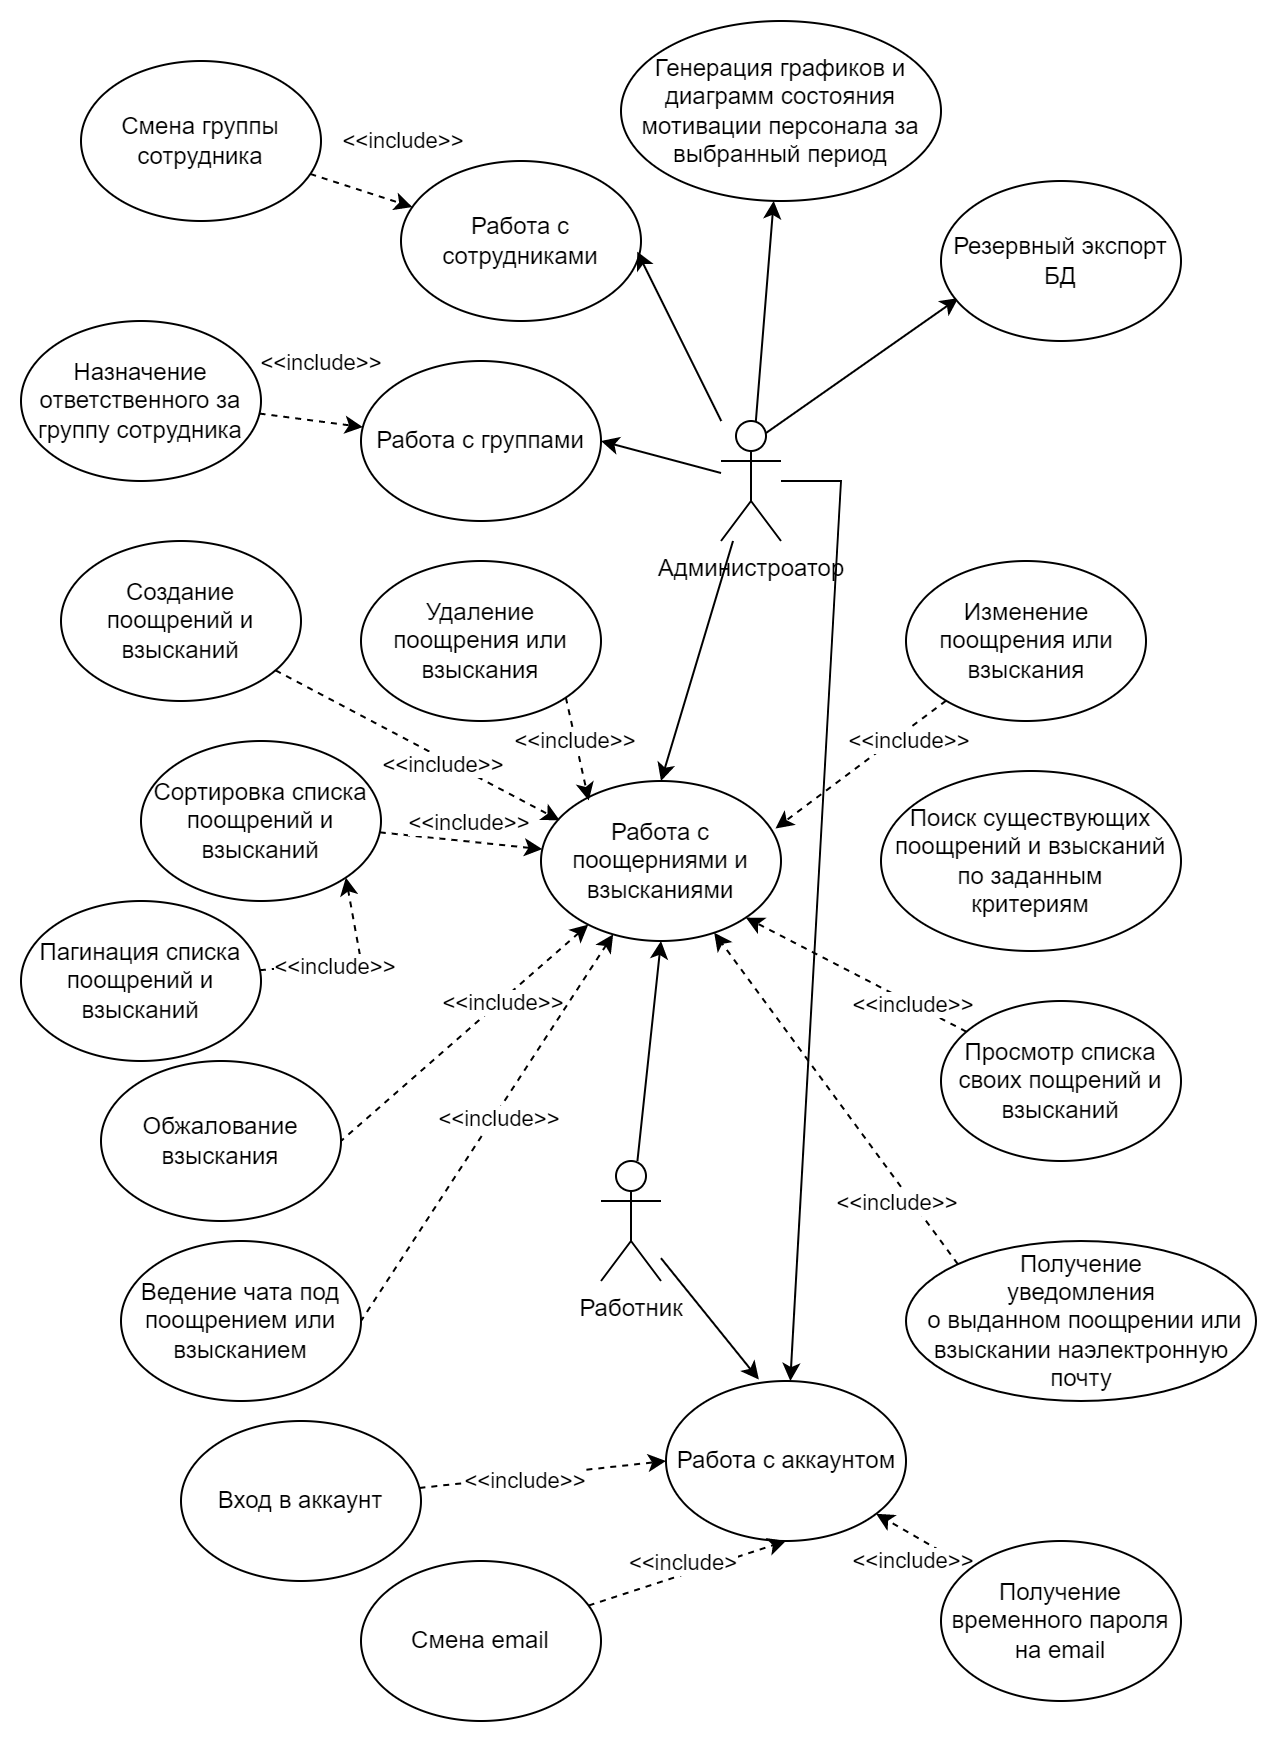 Генерация графиков и
диаграмм состояния
мотивации персонала за
выбранный период
Смена группы
сотрудника
<<include>>
Работа с
сотрудниками
Резервный экспорт
БД
Назначение
ответственного за
группу сотрудника
<<include>>
Работа с группами
Администроатор
Создание
поощрений и
взысканий
Удаление
поощрения или
взыскания
Изменение
поощрения или
взыскания
<<include>>
<<include>>
<<include>>
Сортировка списка
поощрений и
взысканий
<<include>>
Работа с
поощерниями и
взысканиями
Поиск существующих
поощрений и взысканий
по заданным
критериям
Пагинация списка
поощрений и
взысканий
<<include>>
<<include>>
<<include>>
Просмотр списка
своих пощрений и
взысканий
Обжалование
взыскания
<<include>>
<<include>>
Ведение чата под
поощрением или
взысканием
Работник
Получение
уведомления
о выданном поощрении или
взыскании наэлектронную
почту
Работа с аккаунтом
Вход в аккаунт
<<include>>
<<include>
<<include>>
Смена email
Получение
временного пароля
на email